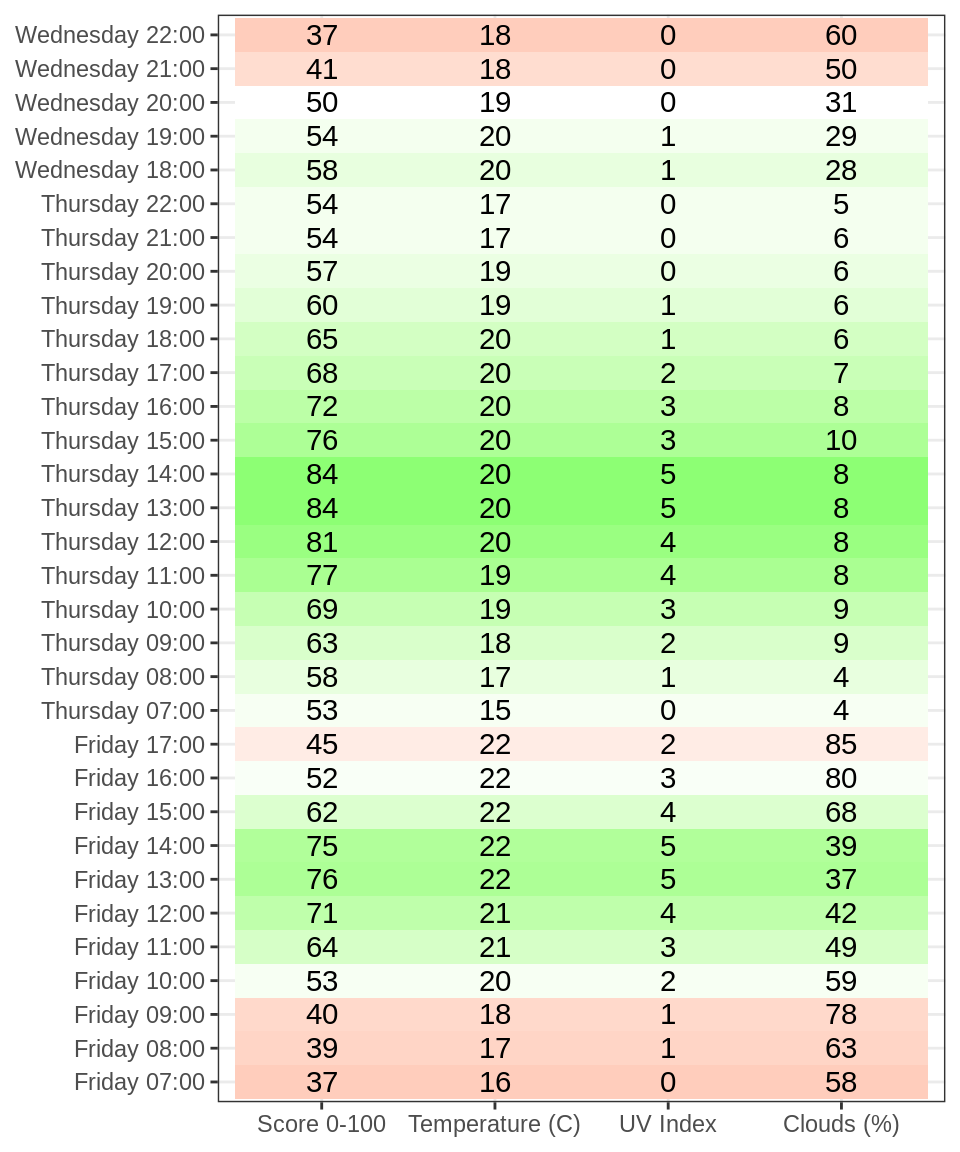 Wednesday 22:00 37 18 0 60
Wednesday 21:00 41 18 0 50
Wednesday 20:00 50 19 0 31
Wednesday 19:00 54 20 1 29
Wednesday 18:00 58 20 1 28
Thursday 22:00 54 17 0 5
Thursday 21:00 54 17 0 6
Thursday 20:00 57 19 0 6
Thursday 19:00 60 19 1 6
Thursday 18:00 65 20 1 6
Thursday 17:00 68 20 2 7
Thursday 16:00 72 20 3 8
Thursday 15:00 76 20 3 10
Thursday 14:00 84 20 5 8
Thursday 13:00 84 20 5 8
Thursday 12:00 81 20 4 8
Thursday 11:00 77 19 4 8
Thursday 10:00 69 19 3 9
Thursday 09:00 63 18 2 9
Thursday 08:00 58 17 1 4
Thursday 07:00 53 15 0 4
Friday 17:00 45 22 2 85
Friday 16:00 52 22 3 80
Friday 15:00 62 22 4 68
Friday 14:00 75 22 5 39
Friday 13:00 76 22 5 37
Friday 12:00 71 21 4 42
Friday 11:00 64 21 3 49
Friday 10:00 53 20 2 59
Friday 09:00 40 18 1 78
Friday 08:00 39 17 1 63
Friday 07:00 37 16 0 58
Score 0-100 Temperature (C) UV Index Clouds (%)